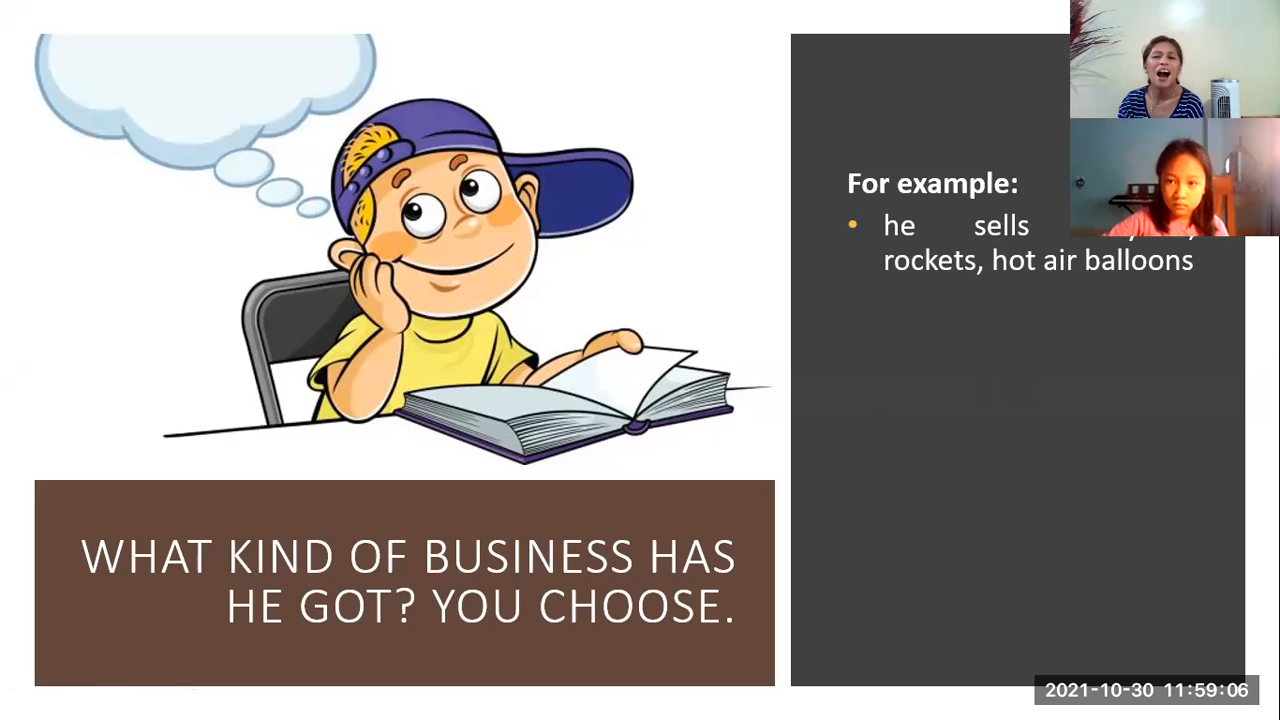 For example:
• he sells
rockets, hot air balloons
WHAT KIND OF BUSINESS HAS
HE GOT? YOU CHOOSE.
2021-10-30 11:59:06